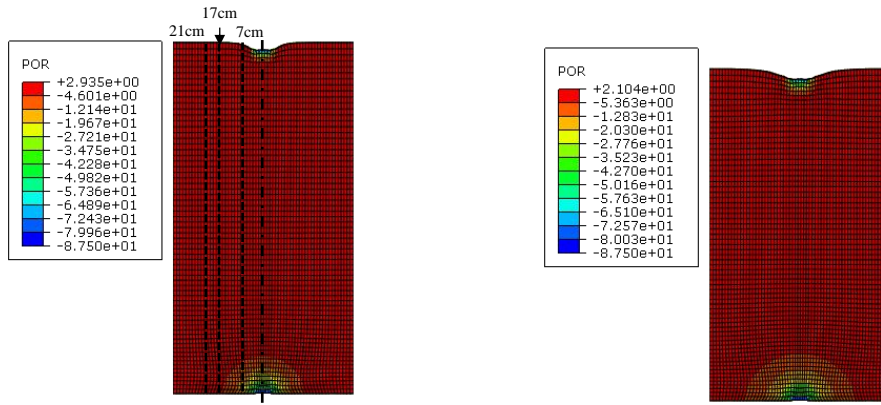 17cm
21cm
7cm
POR
+2.935e+00
-4.601e+00
-1.214e+01
-1.967e+01
-2.721e+01
-3.475e+01
-4.228e+01
-4.982e+01
-5.736e+01
-6.489e+01
-7.243e+01
-7.996e+01
-8.750e+01
POR
+2.104e+00
-5.363e+00
-1.283e+01
-2.030e+01
-2.776e+01
-3.523e+01
-4.270e+01
-5.016e+01
-5.763e+01
-6.510e+01
-7.257e+01
-8.003e+01
-8.750e+01